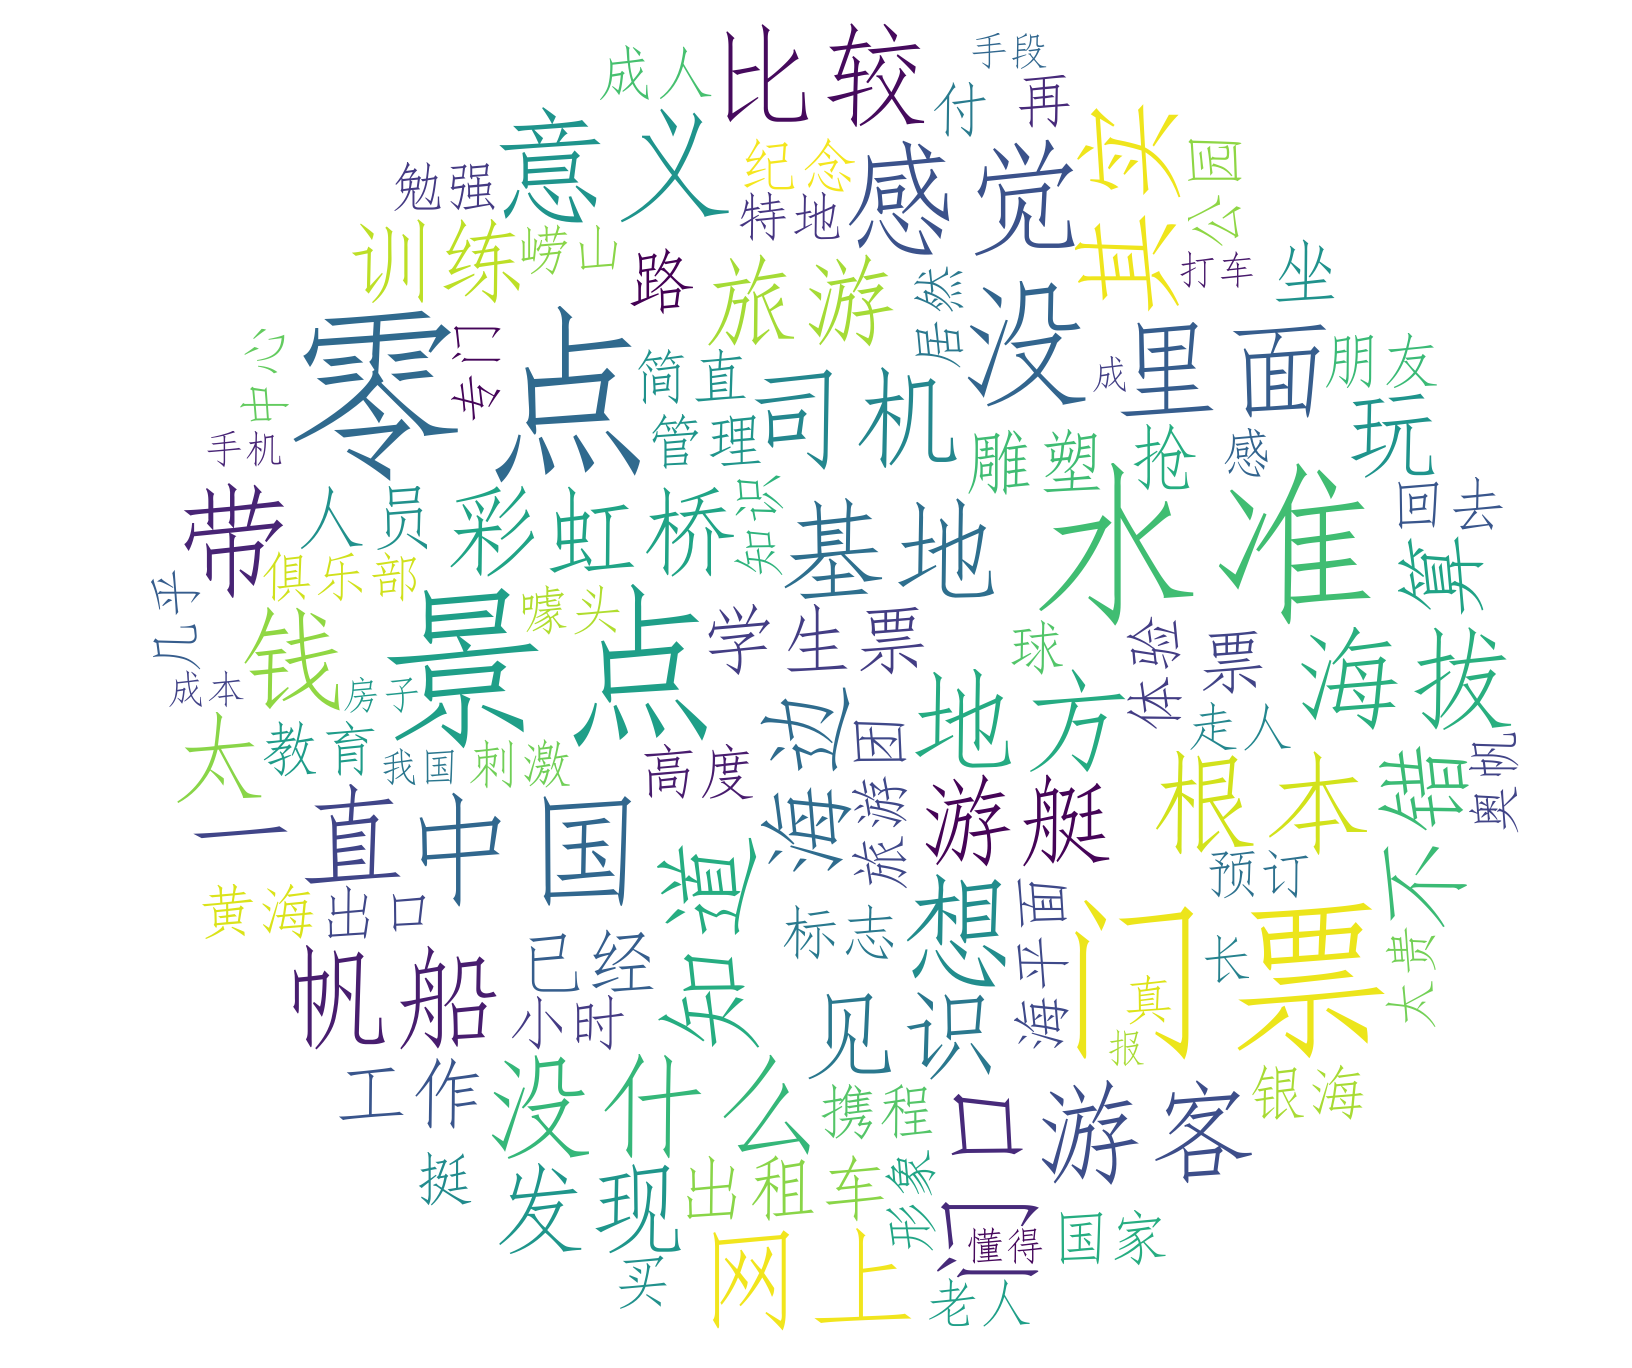 比较
手段
成人
付
再
意义
其实
纪念
感觉
公园
勉强
特地
训练
崂山
路
旅游
打车
坐
居然
没
零点
专门
中心
简直
司机
成
里面
朋友
玩
手机
管理
雕塑
抢
感
水准
带
人员
彩虹桥
知识
基地
回去
算
俱乐部
几乎
钱
景点
噱头
学生票
球
体验
票
海拔
成本
房子
太
教育
我国
刺激
高度
海边
旅游团
地方
走人
根本
不错
奥帆
一直
中国
知道
游艇
预订
黄海
出口
标志
想
海平面
门票
长
太贵
帆船
已经
小时
见识
真
报
工作
没什么
携程
门口
游客
银海
挺
发现
出租车
形象
懂得
国家
买
网上
老人